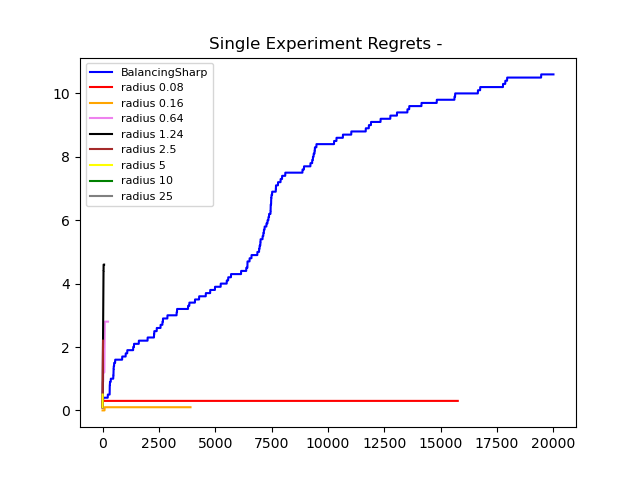 Single Experiment Regrets -
BalancingSharp
radius 0.08
radius 0.16
radius 0.64
radius 1.24
radius 2.5
radius 5
radius 10
radius 25
10
8
6
4
2
0
0 2500 5000 7500 10000 12500 15000 17500 20000